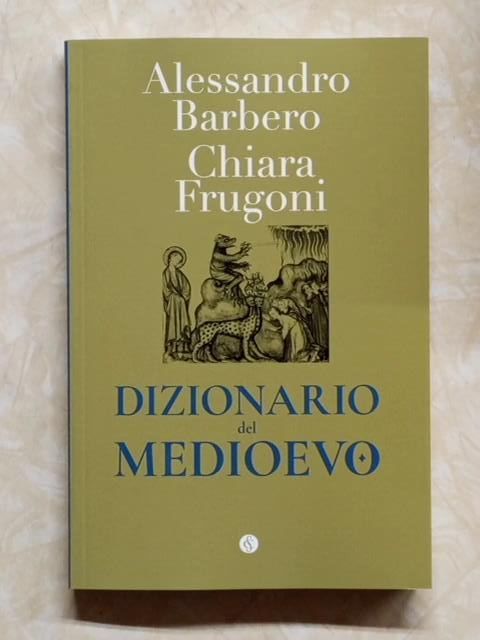 Alessandro
Barbero
Chiara
Frugoni
DIZIONARIO
del
MEDIOEVO